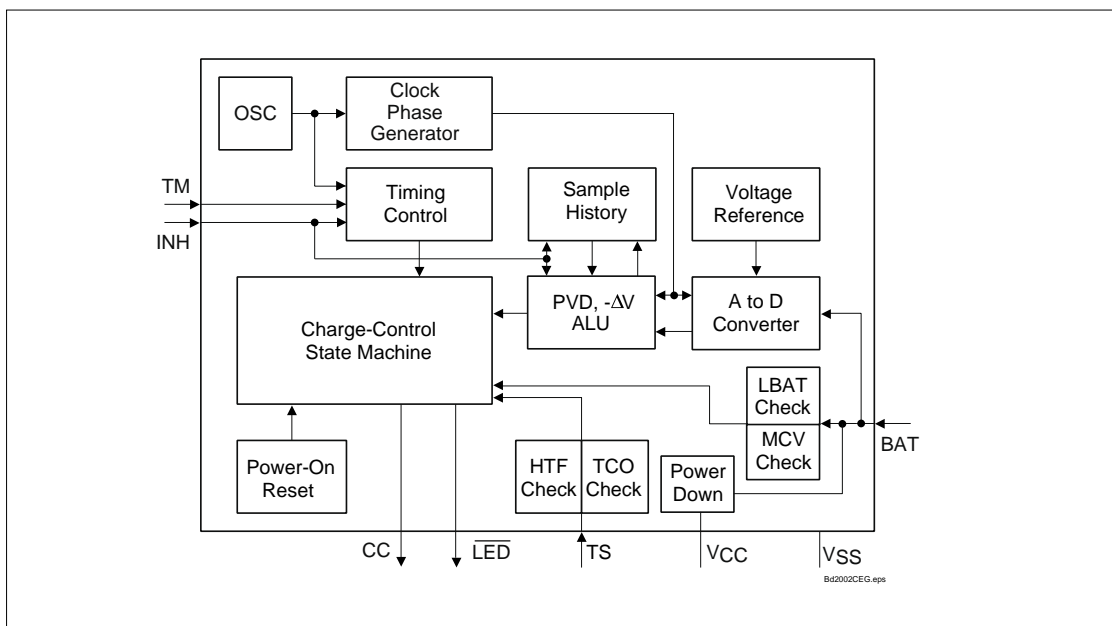 OSC
Clock
Phase
Generator
TM
INH
Timing
Control
Sample
History
Voltage
Reference
Charge-Control
State Machine
PVD, -ΔV
ALU
A to D
Converter
LBAT
Check
MCV
Check
BAT
Power-On
Reset
HTF
Check
TCO
Check
Power
Down
CC
LED
TS
VCC
VSS
Bd2002CEG.eps